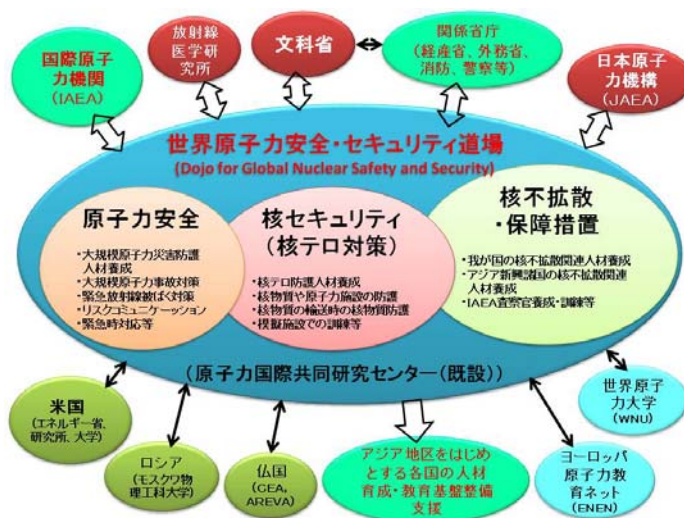 国際原子
力機関
(IAEA)
放射線
医学研
究所
文科省
関係省庁
(経産省、外務省、
消防、警察等)
日本原子
力機構
(JAEA)
世界原子力安全・セキュリティ道場
(Dojo for Global Nuclear Safety and Security)
原子力安全
・大規模原子力災害防護
人材養成
・大規模原子力事故対策
・緊急放射線被ばく対策
・リスクコミュニケーション
・緊急時対応等
核セキュリティ
(核テロ対策)
・核テロ防護人材養成
・核物質や原子力施設の防護
・核物質の輸送時の核物質防護
・模擬施設での訓練等
核不拡散
・保障措置
・我が国の核不拡散関連人材養成
・アジア新興諸国の核不拡散関連
人材養成
・IAEA査察官養成・訓練等
(原子力国際共同研究センター(既設))
米国
(エネルギー省、
研究所、大学)
ロシア
(モスクワ物
理工科大学)
仏国
(CEA,
AREVA)
アジア地区をはじめ
とする各国の人材
育成・教育基盤整備
支援
ヨーロッパ
原子力教
育ネット
(ENEN)
世界原子
力大学
(WNU)